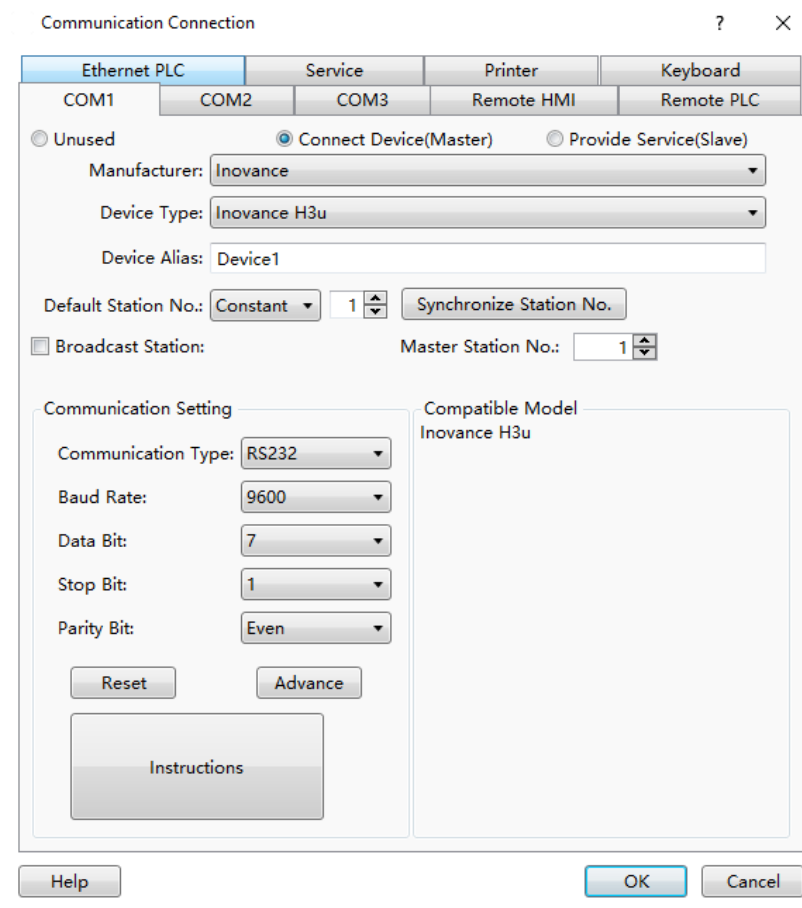 Communication Connection ? ×
Ethernet PLC Service Printer Keyboard
COM1 COM2 COM3 Remote HMI Remote PLC
Unused Connect Device(Master) Provide Service(Slave)
Manufacturer: Inovance
Device Type: Inovance H3u
Device Alias: Device1
Default Station No.: Constant 1 Synchronize Station No.
Broadcast Station: Master Station No.: 1
Communication Setting
Communication Type: RS232
Baud Rate: 9600
Data Bit: 7
Stop Bit: 1
Parity Bit: Even
Reset Advance
Instructions
Compatible Model
Inovance H3u
Help OK Cancel